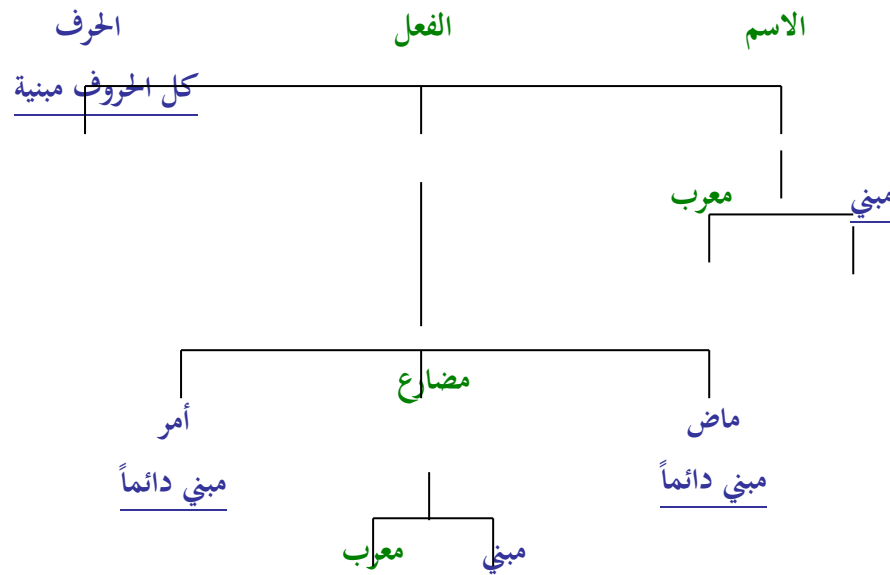 الاسم الفعل الحرف
كل الحروف مبنية
مبني معرب
مضارع
ماض أمر
مبني دائماً مبني دائماً
مبني معرب